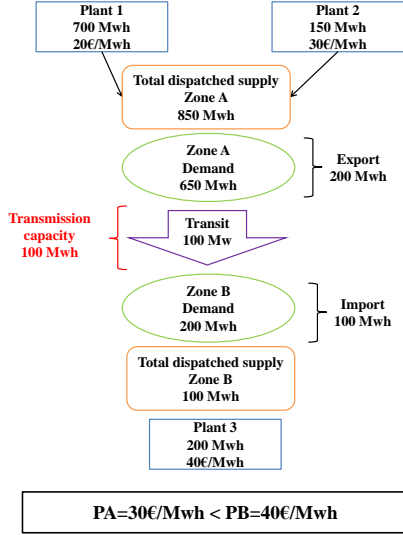 Plant 1
700 Mwh
20€/Mwh
Plant 2
150 Mwh
30€/Mwh
Total dispatched supply
Zone A
850 Mwh
Zone A
Demand
650 Mwh
Export
200 Mwh
Transmission
capacity
100 Mwh
Transit
100 Mw
Zone B
Demand
200 Mwh
Import
100 Mwh
Total dispatched supply
Zone B
100 Mwh
Plant 3
200 Mwh
40€/Mwh
PA=30€/Mwh < PB=40€/Mwh